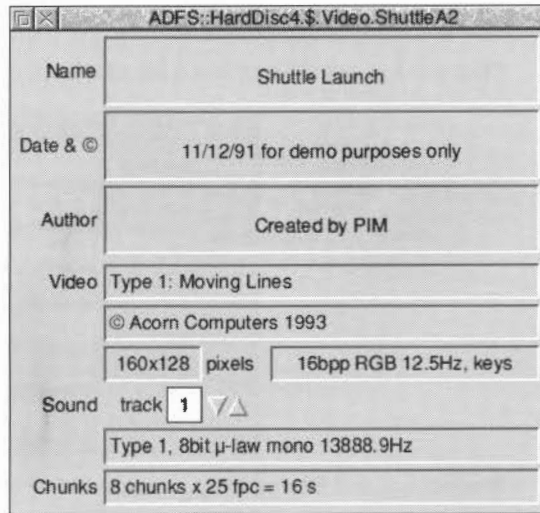 ADFS::HardDisc4.$.Video.ShuttleA2
Name Shuttle Launch
Date & © 11/12/91 for demo purposes only
Author Created by PIM
Video Type 1: Moving Lines
© Acorn Computers 1993
160x128 pixels 16bpp RGB 12.5Hz, keys
Sound track 1
Type 1, 8bit µ-law mono 13888.9Hz
Chunks 8 chunks x 25 fpc = 16 s